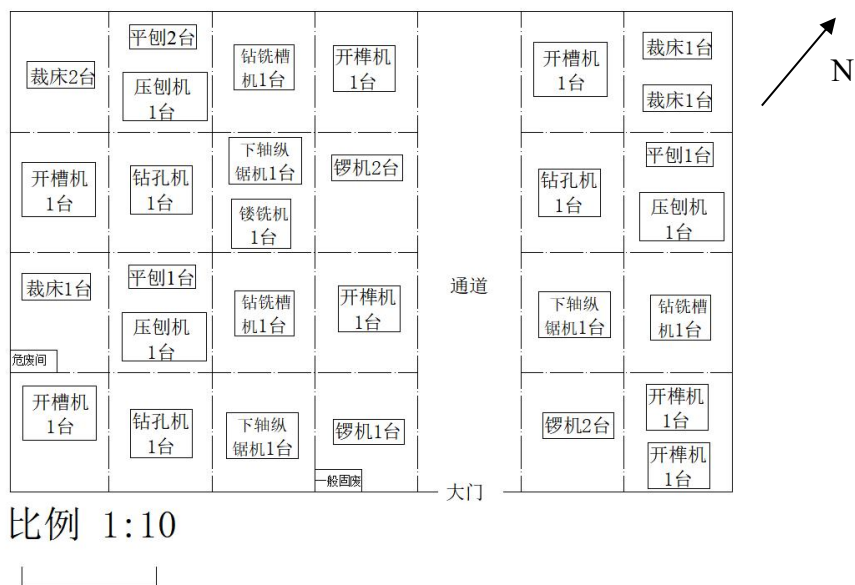 裁床2台
平刨2台
压刨机
1台
钻铣槽
机1台
开榫机
1台
开槽机
1台
裁床1台
裁床1台
N
开槽机
1台
钻孔机
1台
下轴纵
锯机1台
镂铣机
1台
锣机2台
钻孔机
1台
平刨1台
压刨机
1台
裁床1台
危废间
平刨1台
压刨机
1台
钻铣槽
机1台
开榫机
1台
通道
下轴纵
锯机1台
钻铣槽
机1台
开槽机
1台
钻孔机
1台
下轴纵
锯机1台
锣机1台
一般固废
锣机2台
开榫机
1台
开榫机
1台
大门
比例 1:10